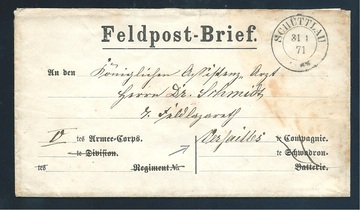 Feldpost-Brief.
SCHÜTTLAU
31 1
71
An den Königlichen Assistenz Arzt
Herrn Dr. Schmidt
Feldlazareth
V tes Armee-Corps. Versailles te Compagnie.
te Division. te Schwadron.
tes Regiment.No Batterie.